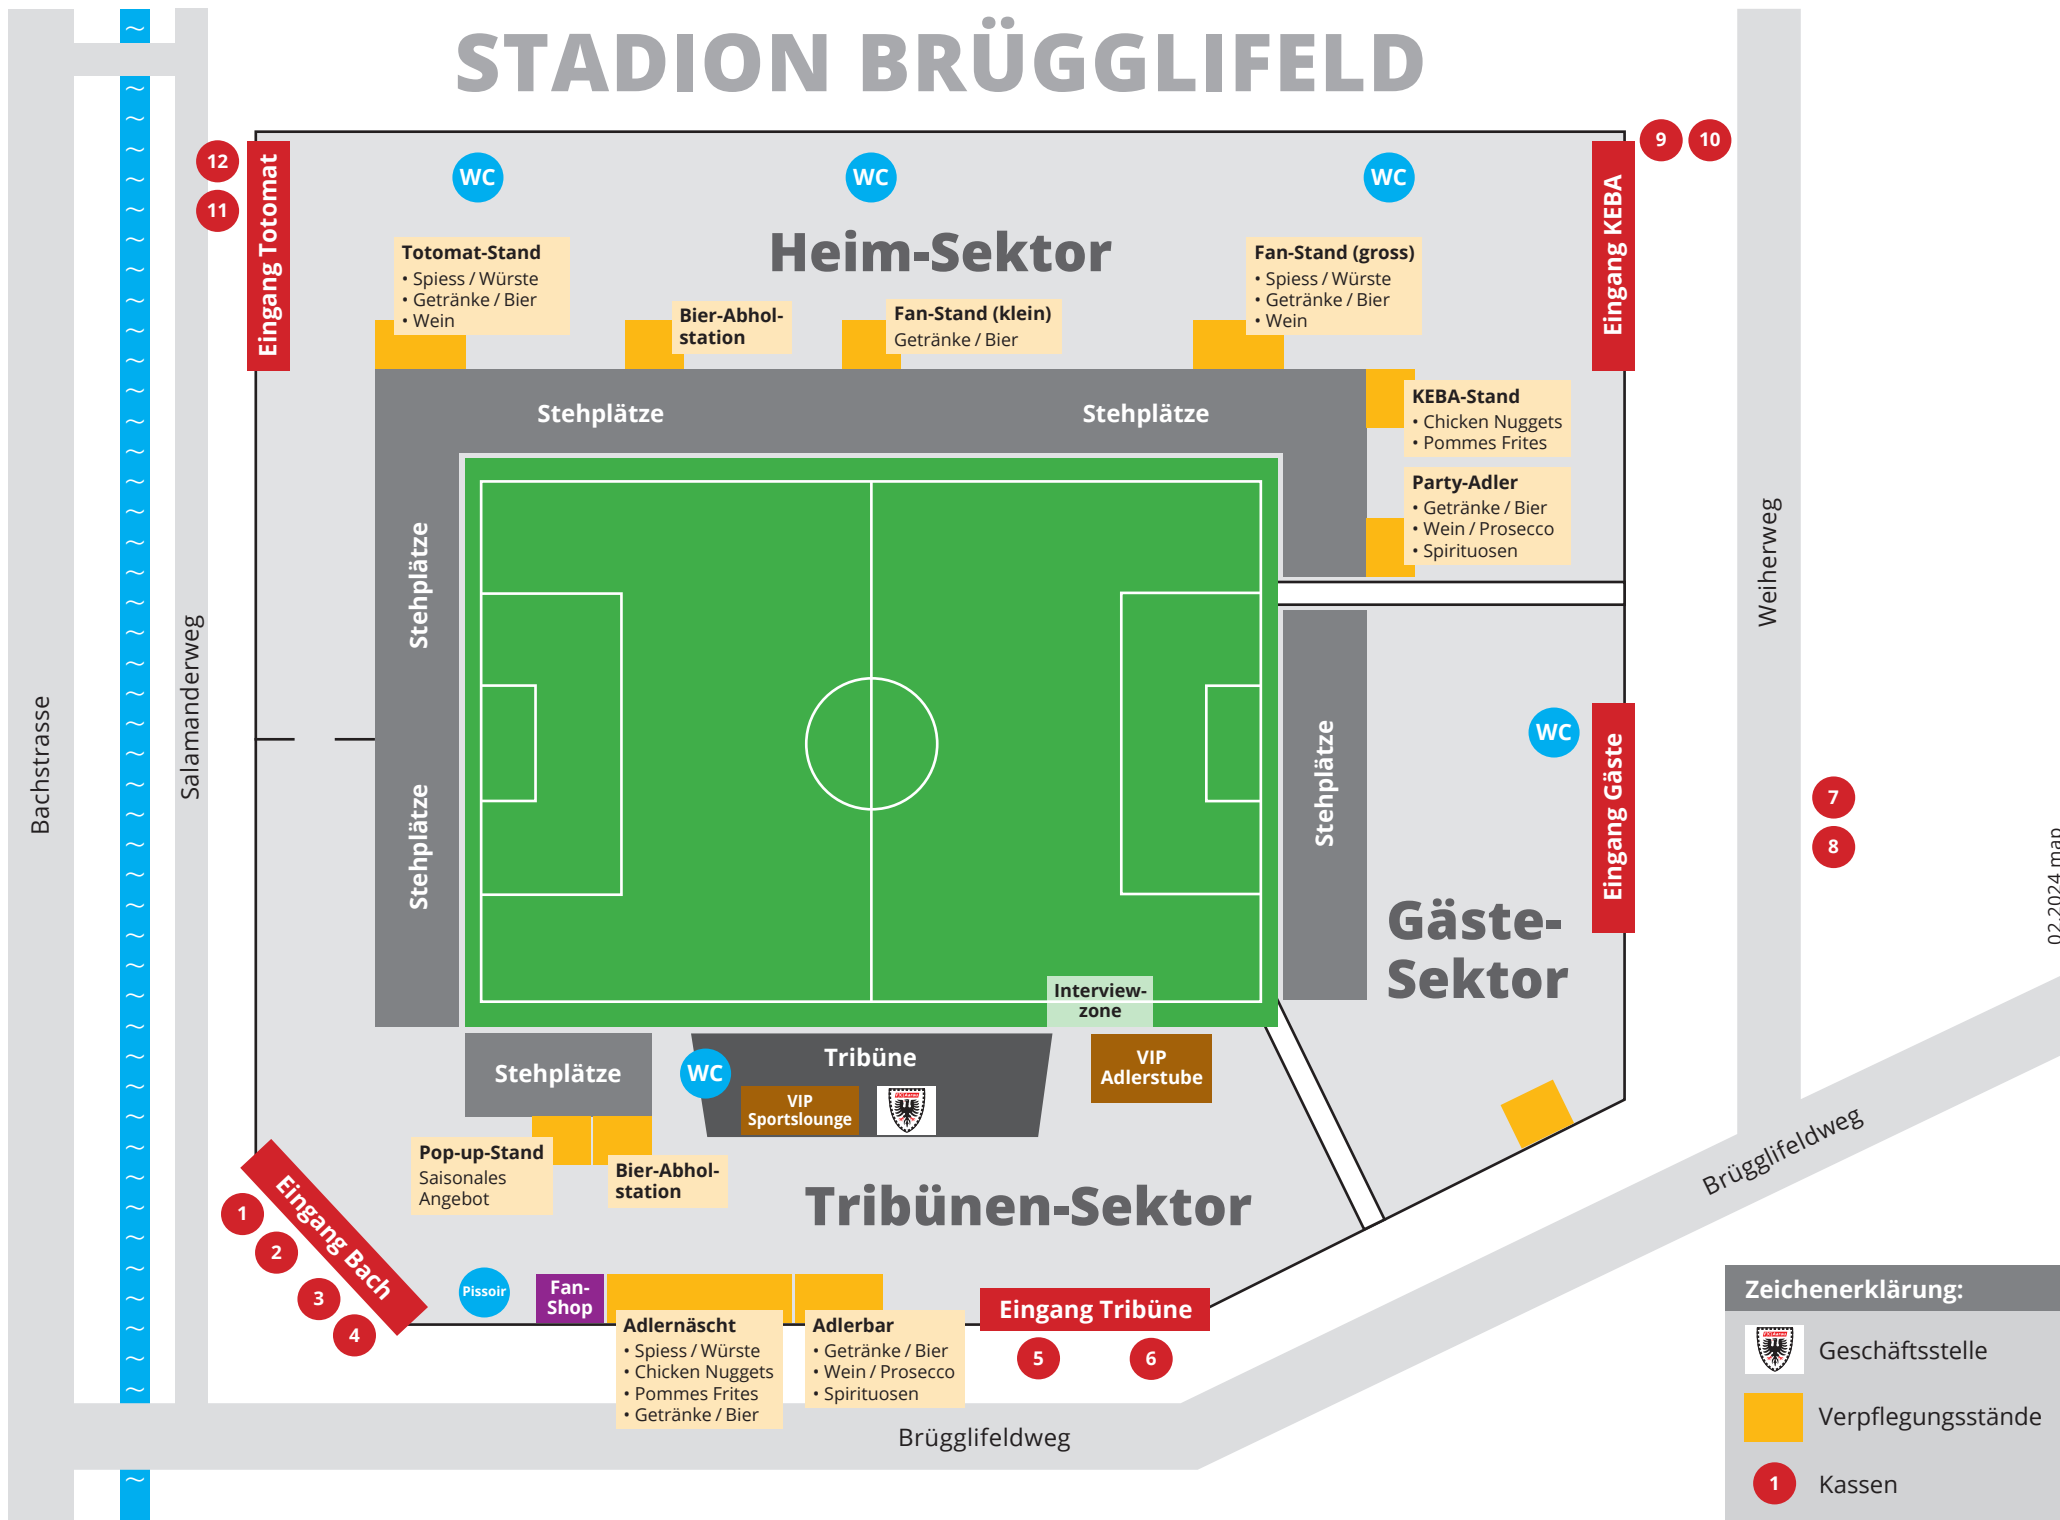 STADION BRÜGGLIFELD
12
11
Eingang Totomat
WC
WC
WC
9
10
Eingang KEBA
Heim-Sektor
Totomat-Stand
• Spiess / Würste
• Getränke / Bier
• Wein
Bier-Abhol-
station
Fan-Stand (klein)
Getränke / Bier
Fan-Stand (gross)
• Spiess / Würste
• Getränke / Bier
• Wein
KEBA-Stand
• Chicken Nuggets
• Pommes Frites
Party-Adler
• Getränke / Bier
• Wein / Prosecco
• Spirituosen
Stehplätze
Stehplätze
Stehplätze
Stehplätze
Stehplätze
Bachstrasse
Salamanderweg
Weiherweg
WC
Eingang Gäste
7
8
02.2024 map
Gäste-
Sektor
Interview-
zone
Stehplätze
WC
Tribüne
VIP
Sportslounge
VIP
Adlerstube
Pop-up-Stand
Saisonales
Angebot
Bier-Abhol-
station
Tribünen-Sektor
Brügglifeldweg
Eingang Bach
1
2
3
4
Pissoir
Fan-
Shop
Adlernäscht
• Spiess / Würste
• Chicken Nuggets
• Pommes Frites
• Getränke / Bier
Adlerbar
• Getränke / Bier
• Wein / Prosecco
• Spirituosen
Eingang Tribüne
5
6
Brügglifeldweg
Zeichenerklärung:
Geschäftsstelle
Verpflegungsstände
1
Kassen